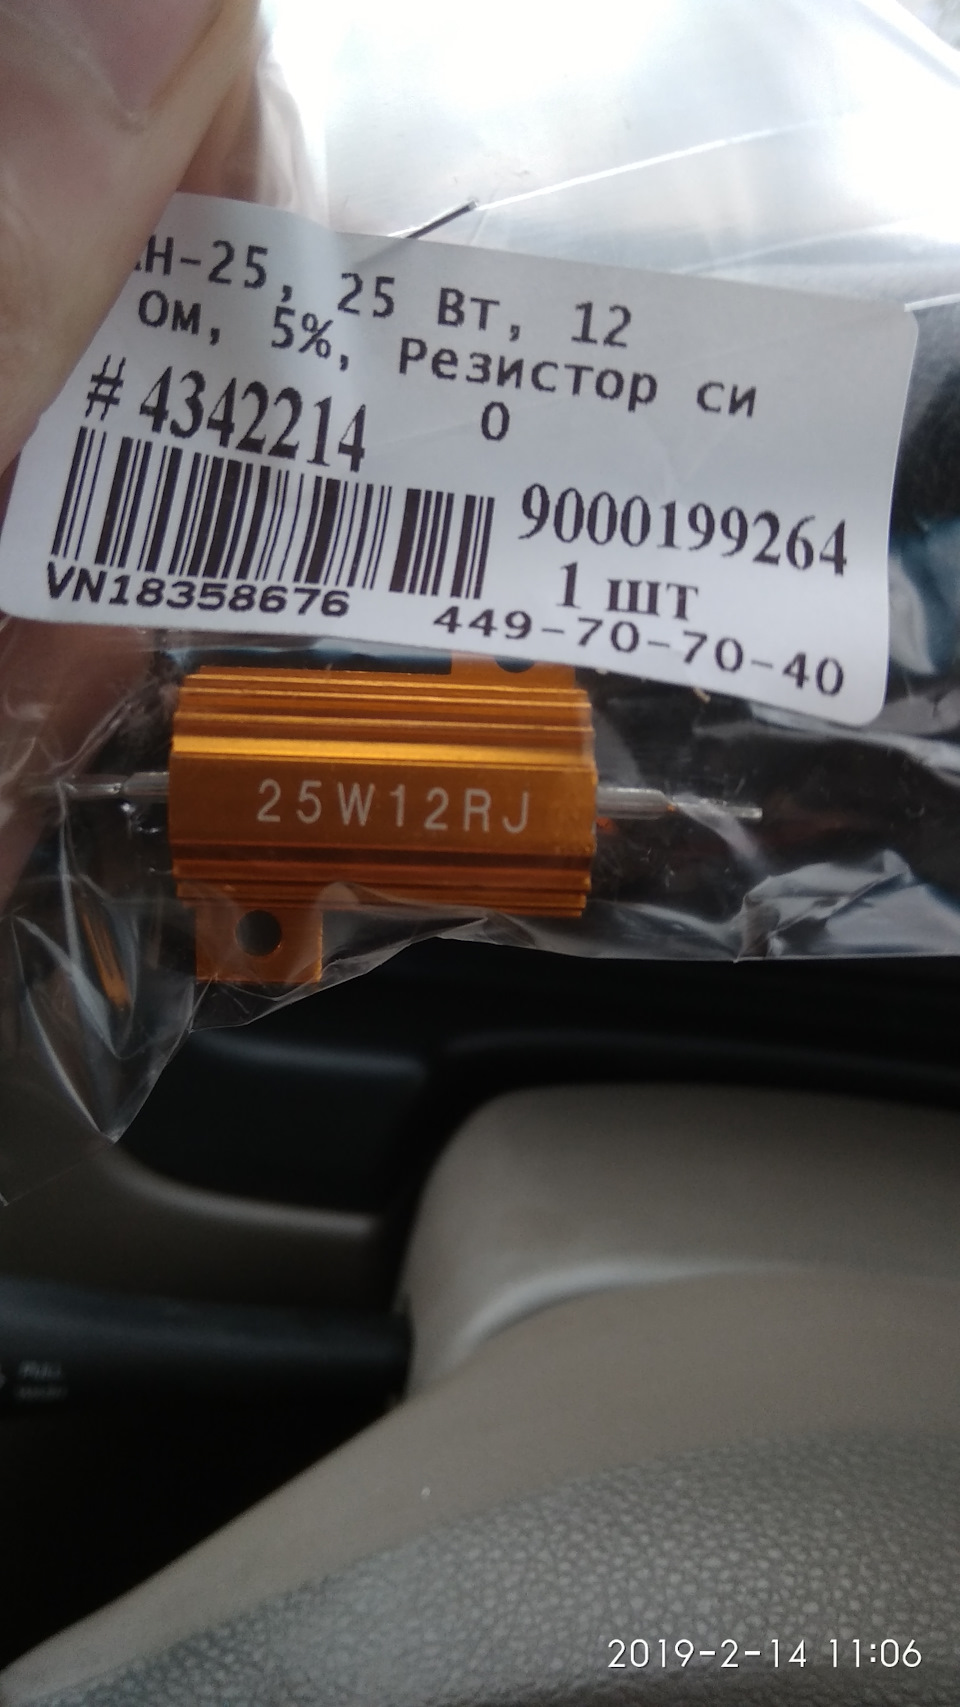 Н-25, 25 Вт, 12
Ом, 5%, Резистор си
# 4342214 0
9000199264
1 шт
VN18358676 449-70-70-40
25W12RJ
PULL
2019-2-14 11:06